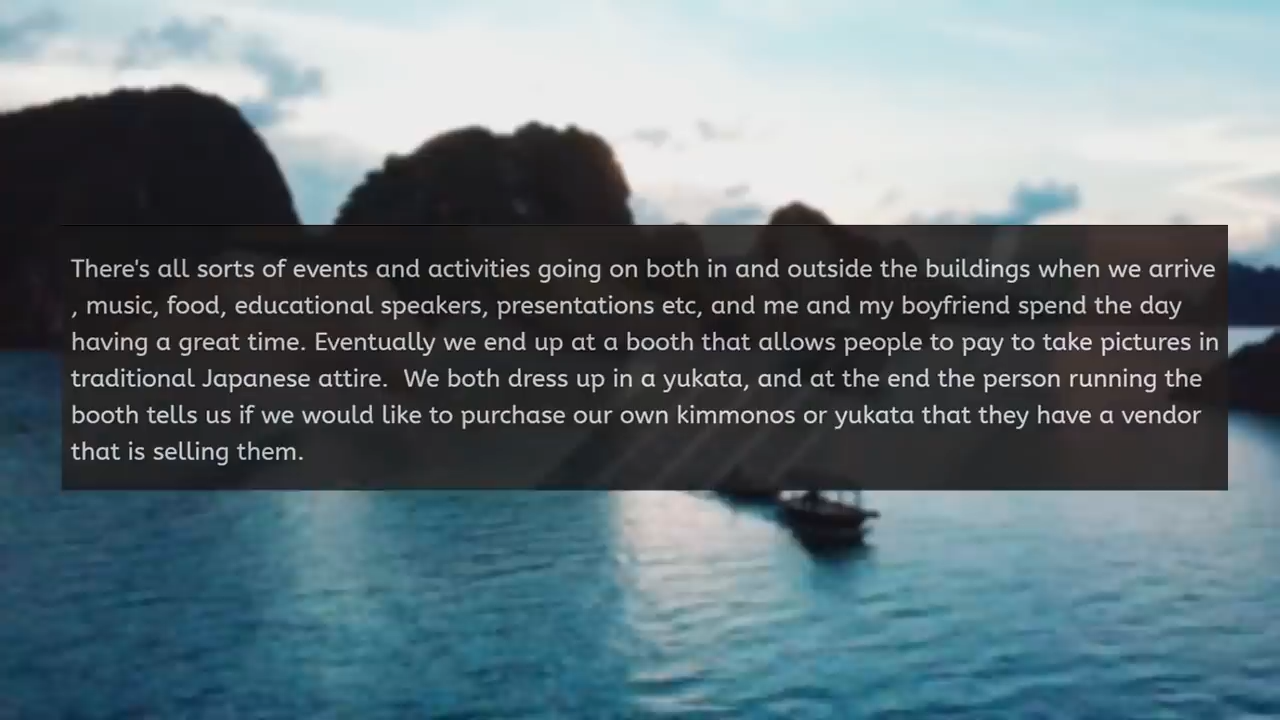 There's all sorts of events and activities going on both in and outside the buildings when we arrive
, music, food, educational speakers, presentations etc, and me and my boyfriend spend the day
having a great time. Eventually we end up at a booth that allows people to pay to take pictures in
traditional Japanese attire.  We both dress up in a yukata, and at the end the person running the
booth tells us if we would like to purchase our own kimmonos or yukata that they have a vendor
that is selling them.